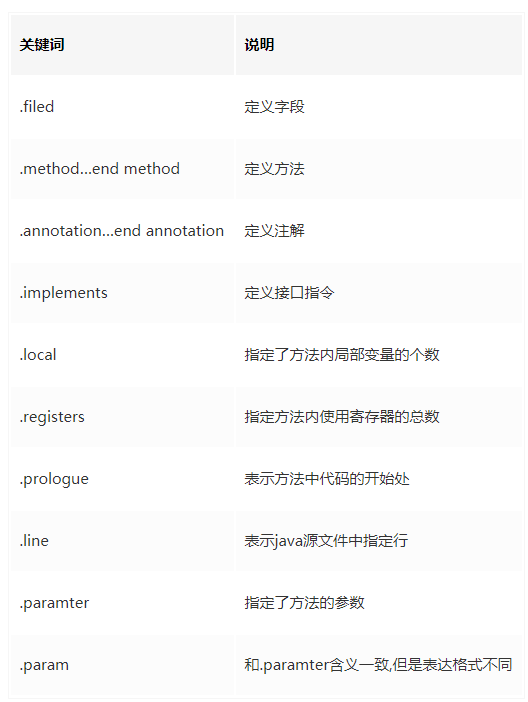 关键词 说明
.filed 定义字段
.method...end method 定义方法
.annotation...end annotation 定义注解
.implements 定义接口指令
.local 指定了方法内局部变量的个数
.registers 指定方法内使用寄存器的总数
.prologue 表示方法中代码的开始处
.line 表示java源文件中指定行
.paramter 指定了方法的参数
.param 和.paramter含义一致,但是表达格式不同